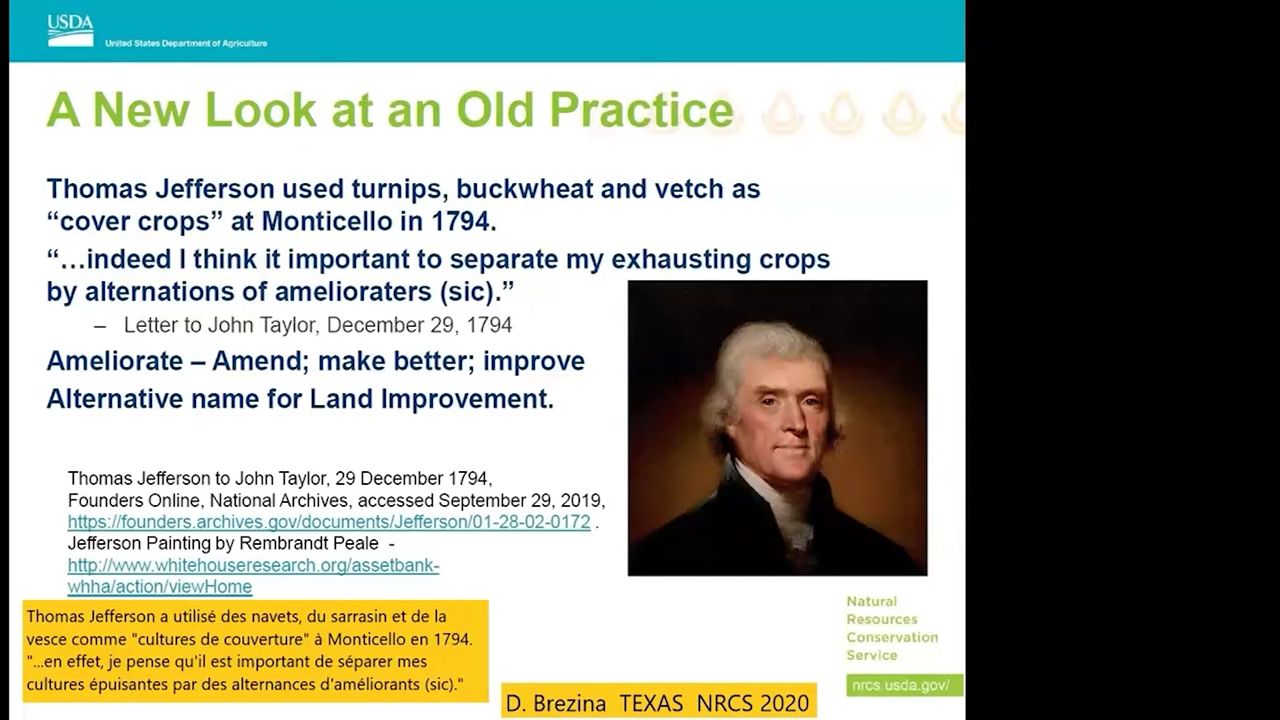 USDA
United States Department of Agriculture
A New Look at an Old Practice
Thomas Jefferson used turnips, buckwheat and vetch as
“cover crops” at Monticello in 1794.
“…indeed I think it important to separate my exhausting crops
by alternations of amelioraters (sic).”
– Letter to John Taylor, December 29, 1794
Ameliorate – Amend; make better; improve
Alternative name for Land Improvement.
Thomas Jefferson to John Taylor, 29 December 1794,
Founders Online, National Archives, accessed September 29, 2019,
https://founders.archives.gov/documents/Jefferson/01-28-02-0172 .
Jefferson Painting by Rembrandt Peale -
http://www.whitehouseresearch.org/assetbank-
whha/action/viewHome
Thomas Jefferson a utilisé des navets, du sarrasin et de la
vesce comme "cultures de couverture" à Monticello en 1794.
"...en effet, je pense qu'il est important de séparer mes
cultures épuisantes par des alternances d'améliorants (sic)."
D. Brezina TEXAS NRCS 2020
Natural
Resources
Conservation
Service
nrcs.usda.gov/